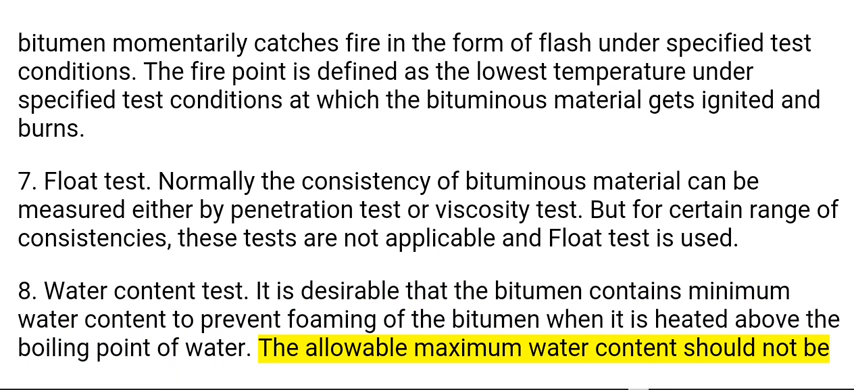 bitumen momentarily catches fire in the form of flash under specified test
conditions. The fire point is defined as the lowest temperature under
specified test conditions at which the bituminous material gets ignited and
burns.
7. Float test. Normally the consistency of bituminous material can be
measured either by penetration test or viscosity test. But for certain range of
consistencies, these tests are not applicable and Float test is used.
8. Water content test. It is desirable that the bitumen contains minimum
water content to prevent foaming of the bitumen when it is heated above the
boiling point of water. The allowable maximum water content should not be